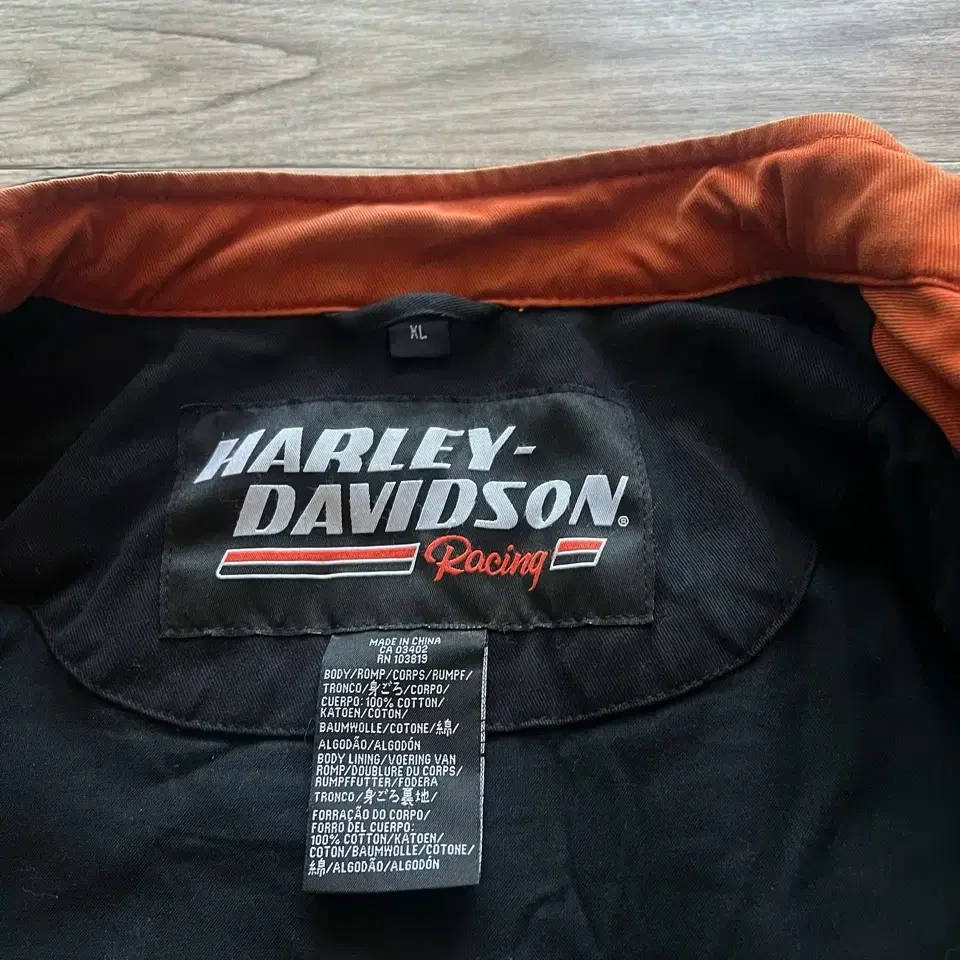 XL
HARLEY-
DAVIDSON®
Racing
MADE IN CHINA
CA 03402
RN 103819
BODY/ROMP/CORPS/RUMPF/
TRONCO/身ごろ/CORPO/
CUERPO: 100% COTTON/
KATOEN/COTON/
BAUMWOLLE/COTONE/綿/
ALGODÃO/ALGODÓN
BODY LINING/VOERING VAN
ROMP/DOUBLURE DU CORPS/
RUMPFFUTTER/FODERA
TRONCO/身ごろ裏地/
FORRAÇÃO DO CORPO/
FORRO DEL CUERPO:
100% COTTON/KATOEN/
COTON/BAUMWOLLE/COTONE/
綿/ALGODÃO/ALGODÓN